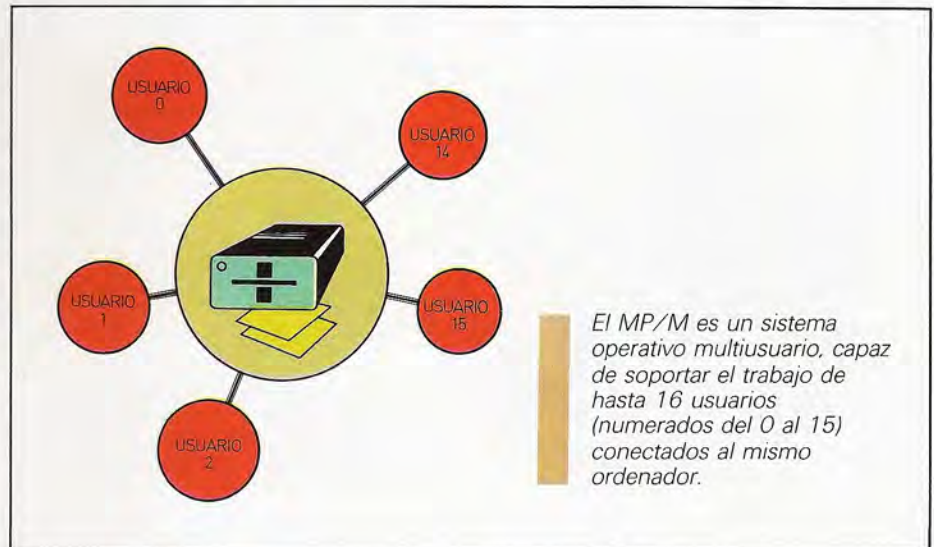 USUARIO
0
USUARIO
14
USUARIO
1
USUARIO
15
USUARIO
2
El MP/M es un sistema
operativo multiusuario, capaz
de soportar el trabajo de
hasta 16 usuarios
(numerados del 0 al 15)
conectados al mismo
ordenador.